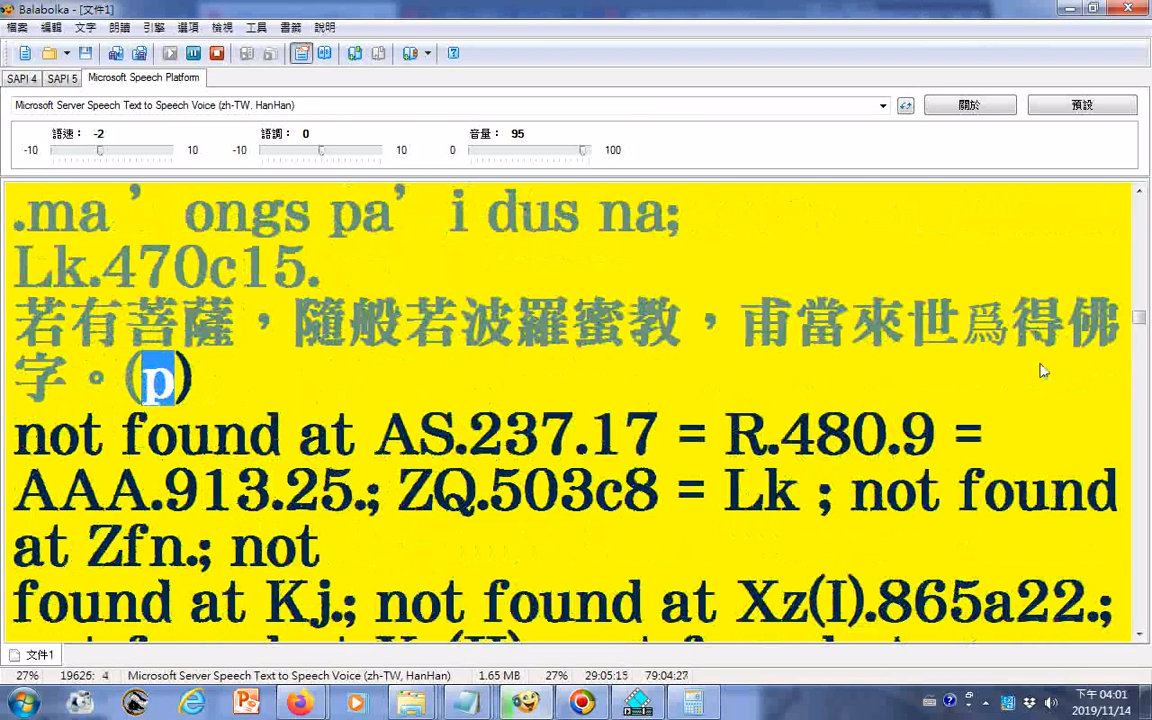 Balabolka - [文件1]
檔案 編輯 文字 朗讀 引擎 選項 檢視 工具 書籤 說明
SAPI 4 SAPI 5 Microsoft Speech Platform
Microsoft Server Speech Text to Speech Voice (zh-TW, HanHan) 關於 預設
語速： -2 語調： 0 音量： 95
-10 10 -10 10 0 100
.ma’ongs pa’i dus na;
Lk.470c15.
若有菩薩，隨般若波羅蜜教，甫當來世爲得佛
字。(p)
not found at AS.237.17 = R.480.9 =
AAA.913.25.; ZQ.503c8 = Lk ; not found
at Zfn.; not
found at Kj.; not found at Xz(I).865a22.;
文件1
27% 19625: 4 Microsoft Server Speech Text to Speech Voice (zh-TW, HanHan) 1.65 MB 27% 29:05:15 79:04:27
下午 04:01
2019/11/14